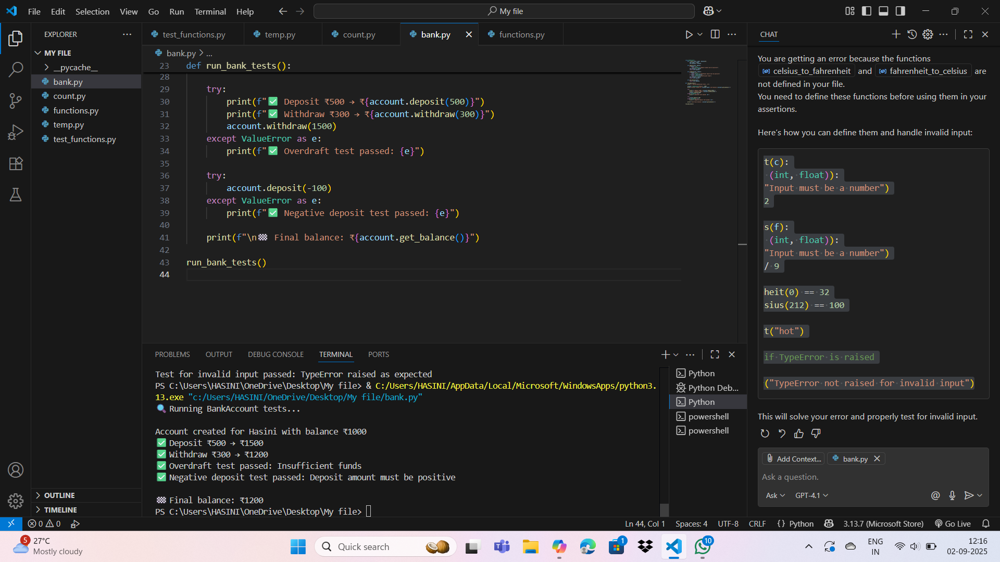 File Edit Selection View Go Run Terminal Help
My file
EXPLORER
MY FILE
__pycache__
bank.py
count.py
functions.py
temp.py
test_functions.py
OUTLINE
TIMELINE
test_functions.py temp.py count.py bank.py functions.py
bank.py > ...
23 def run_bank_tests():
28
29 try:
30 print(f"✅ Deposit ₹500 → ₹{account.deposit(500)}")
31 print(f"✅ Withdraw ₹300 → ₹{account.withdraw(300)}")
32 account.withdraw(1500)
33 except ValueError as e:
34 print(f"✅ Overdraft test passed: {e}")
35
36 try:
37 account.deposit(-100)
38 except ValueError as e:
39 print(f"✅ Negative deposit test passed: {e}")
40
41 print(f"\n🏁 Final balance: ₹{account.get_balance()}")
42
43 run_bank_tests()
44
PROBLEMS OUTPUT DEBUG CONSOLE TERMINAL PORTS
Test for invalid input passed: TypeError raised as expected
PS C:\Users\HASINI\OneDrive\Desktop\My file> & C:/Users/HASINI/AppData/Local/Microsoft/WindowsApps/python3.
13.exe "c:/Users/HASINI/OneDrive/Desktop/My file/bank.py"
🔍 Running BankAccount tests...
Account created for Hasini with balance ₹1000
✅ Deposit ₹500 → ₹1500
✅ Withdraw ₹300 → ₹1200
✅ Overdraft test passed: Insufficient funds
✅ Negative deposit test passed: Deposit amount must be positive
🏁 Final balance: ₹1200
PS C:\Users\HASINI\OneDrive\Desktop\My file>
Python
Python Deb...
Python
powershell
powershell
CHAT
You are getting an error because the functions
celsius_to_fahrenheit and fahrenheit_to_celsius are
not defined in your file.
You need to define these functions before using them in your
assertions.
Here's how you can define them and handle invalid input:
t(c):
(int, float)):
"Input must be a number")
2
s(f):
(int, float)):
"Input must be a number")
/ 9
heit(0) == 32
sius(212) == 100
t("hot")
if TypeError is raised
("TypeError not raised for invalid input")
This will solve your error and properly test for invalid input.
Add Context... bank.py
Ask a question.
Ask GPT-4.1
0 0
Ln 44, Col 1 Spaces: 4 UTF-8 CRLF {} Python 3.13.7 (Microsoft Store) Go Live
5
27°C
Mostly cloudy
Quick search
1
10
ENG
IN
12:16
02-09-2025